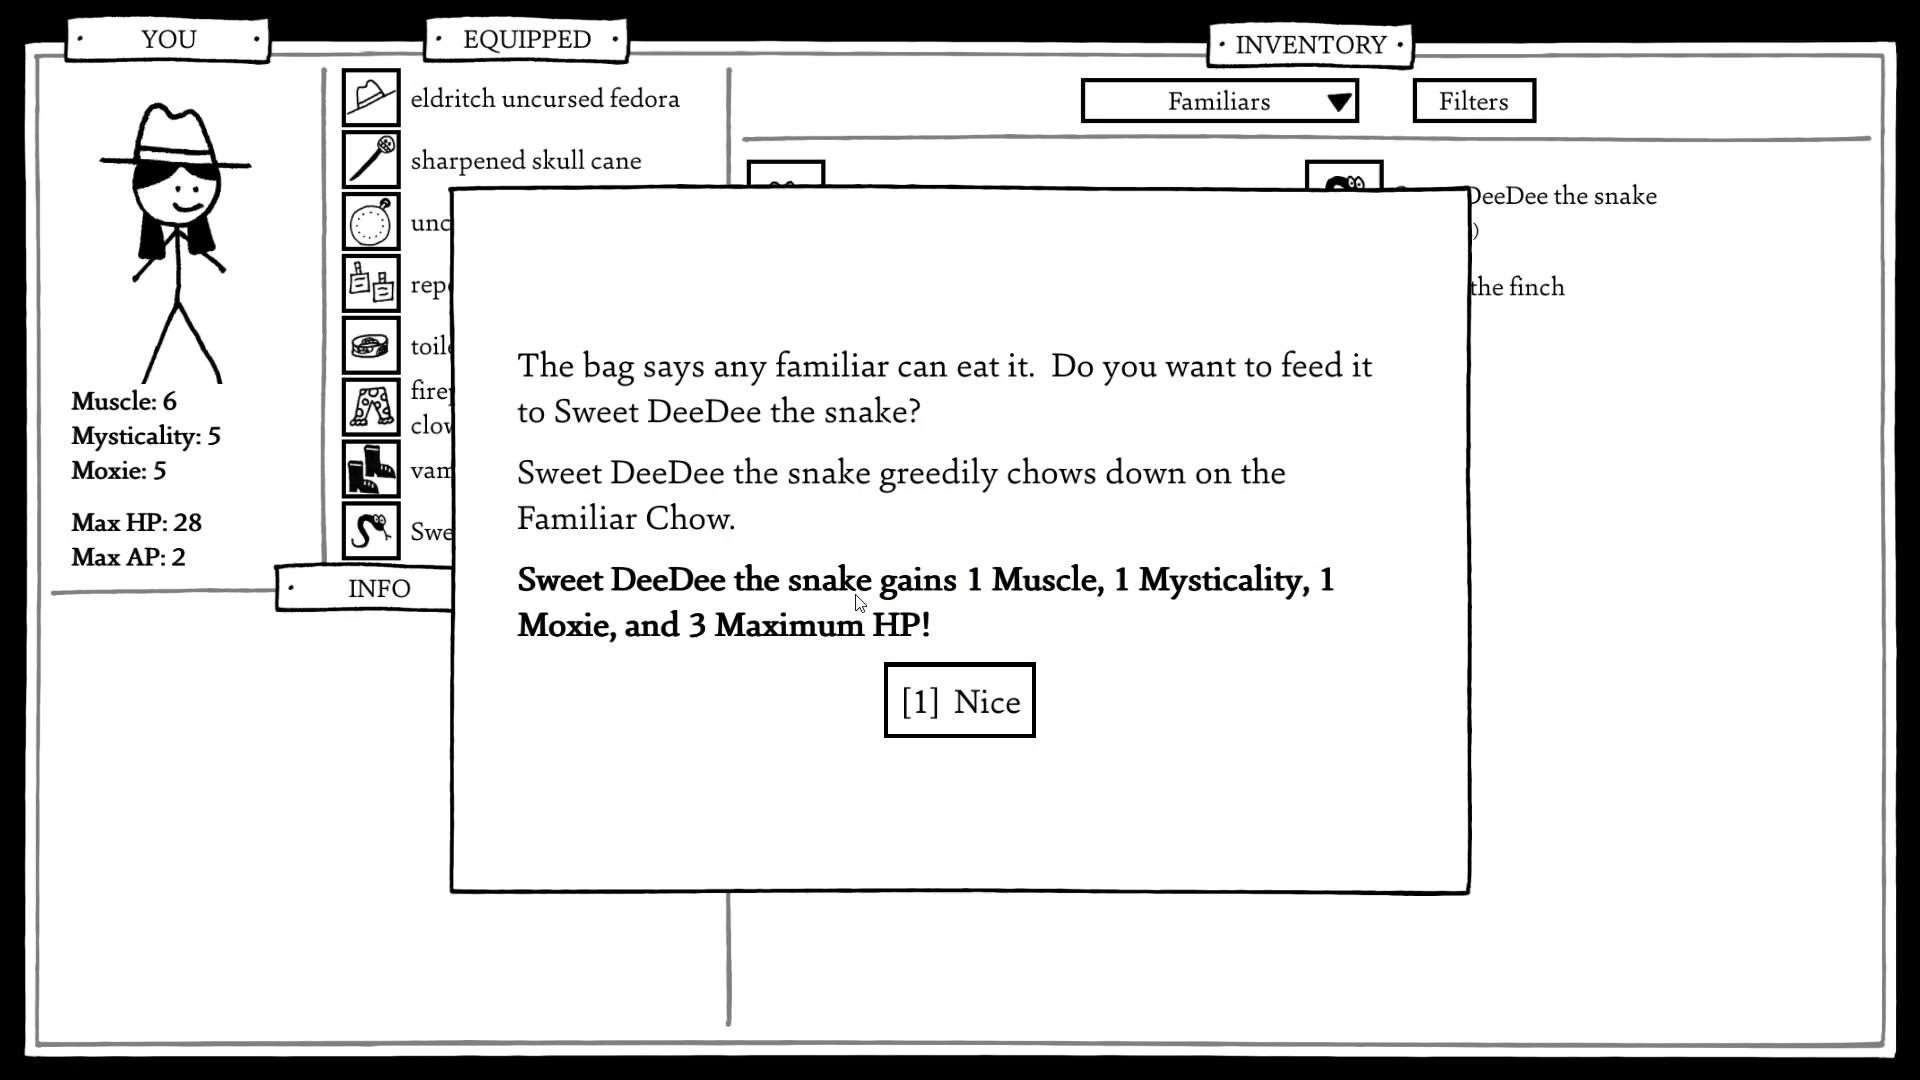 YOU
EQUIPPED
INVENTORY
eldritch uncursed fedora
Familiars
Filters
sharpened skull cane
DeeDee the snake
)
the finch
The bag says any familiar can eat it. Do you want to feed it
to Sweet DeeDee the snake?
Sweet DeeDee the snake greedily chows down on the
Familiar Chow.
Sweet DeeDee the snake gains 1 Muscle, 1 Mysticality, 1
Moxie, and 3 Maximum HP!
[1] Nice
Muscle: 6
Mysticality: 5
Moxie: 5
Max HP: 28
Max AP: 2
INFO